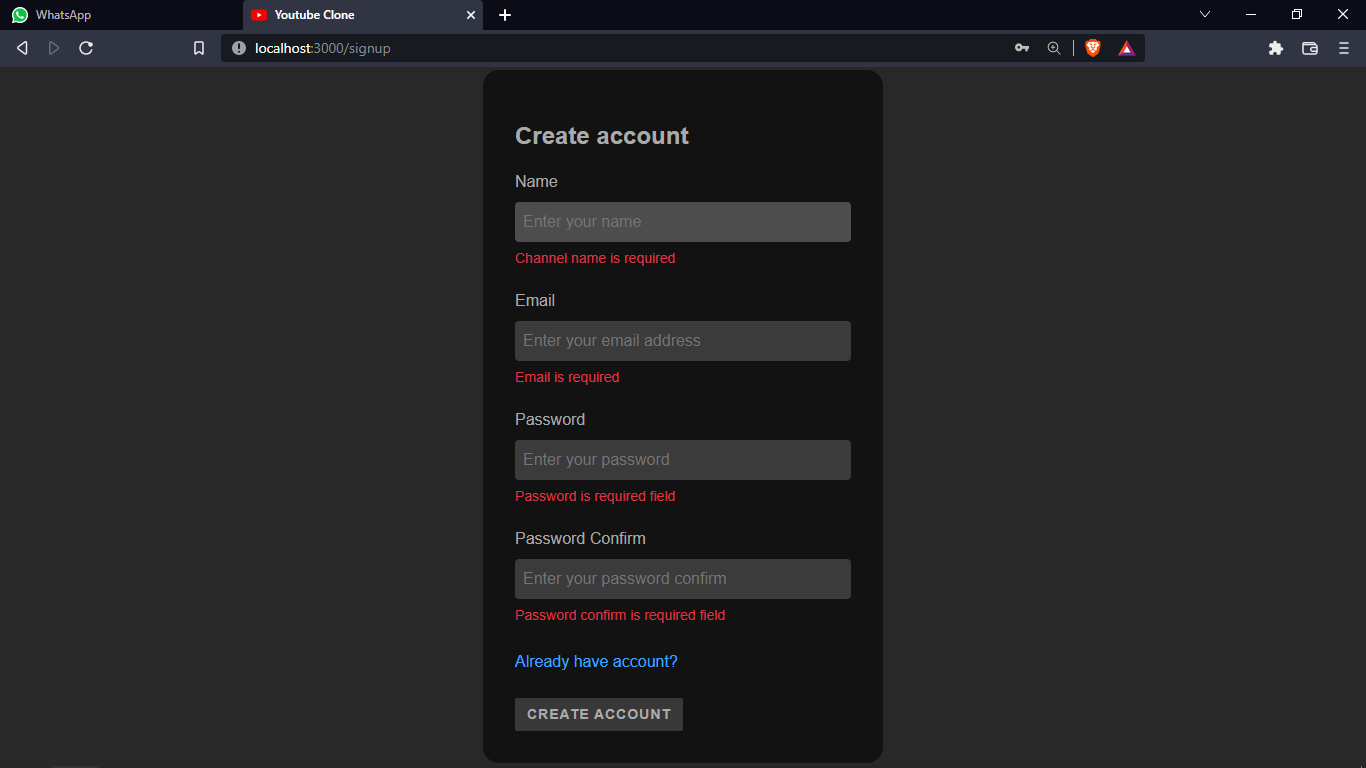 WhatsApp
Youtube Clone
localhost:3000/signup
Create account
Name
Enter your name
Channel name is required
Email
Enter your email address
Email is required
Password
Enter your password
Password is required field
Password Confirm
Enter your password confirm
Password confirm is required field
Already have account?
CREATE ACCOUNT